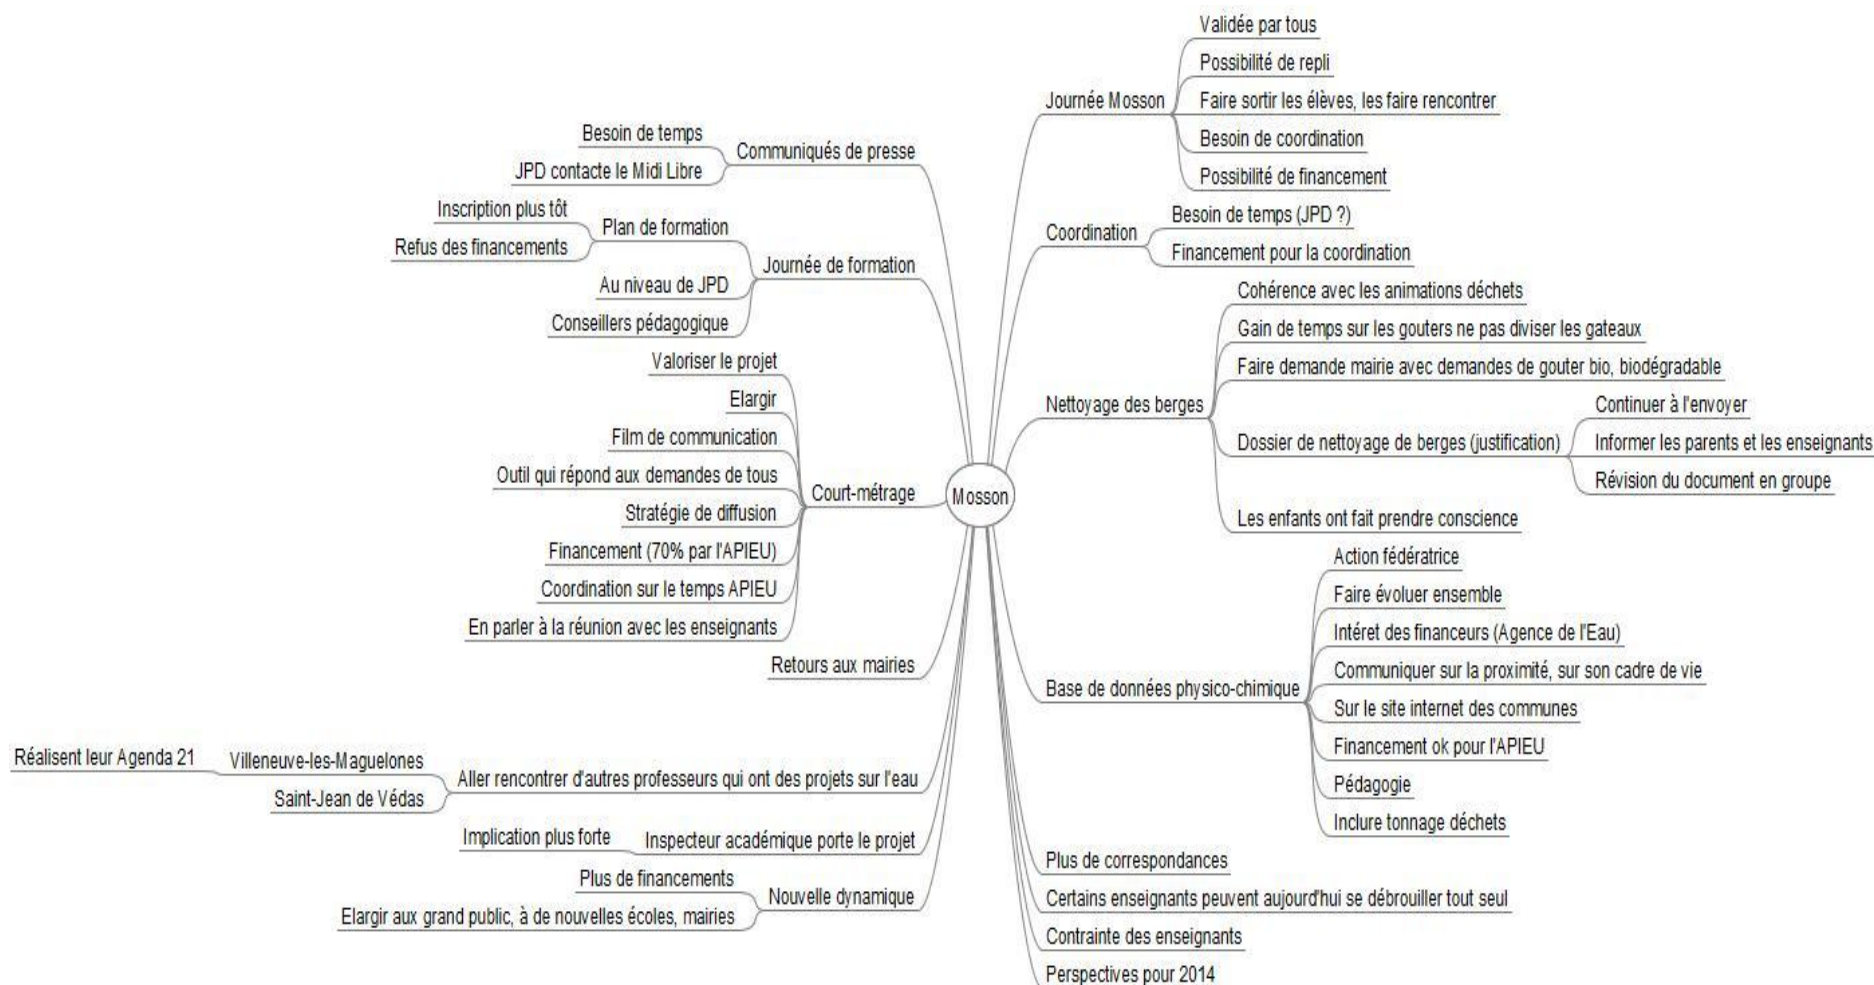 Mosson
Communiqués de presse
Besoin de temps
JPD contacte le Midi Libre
Journée de formation
Plan de formation
Inscription plus tôt
Refus des financements
Au niveau de JPD
Conseillers pédagogique
Court-métrage
Valoriser le projet
Elargir
Film de communication
Outil qui répond aux demandes de tous
Stratégie de diffusion
Financement (70% par l'APIEU)
Coordination sur le temps APIEU
En parler à la réunion avec les enseignants
Retours aux mairies
Aller rencontrer d'autres professeurs qui ont des projets sur l'eau
Villeneuve-les-Maguelones
Réalisent leur Agenda 21
Saint-Jean de Védas
Inspecteur académique porte le projet
Implication plus forte
Nouvelle dynamique
Plus de financements
Elargir aux grand public, à de nouvelles écoles, mairies
Journée Mosson
Validée par tous
Possibilité de repli
Faire sortir les élèves, les faire rencontrer
Besoin de coordination
Possibilité de financement
Coordination
Besoin de temps (JPD ?)
Financement pour la coordination
Nettoyage des berges
Cohérence avec les animations déchets
Gain de temps sur les gouters ne pas diviser les gateaux
Faire demande mairie avec demandes de gouter bio, biodégradable
Dossier de nettoyage de berges (justification)
Continuer à l'envoyer
Informer les parents et les enseignants
Révision du document en groupe
Les enfants ont fait prendre conscience
Base de données physico-chimique
Action fédératrice
Faire évoluer ensemble
Intéret des financeurs (Agence de l'Eau)
Communiquer sur la proximité, sur son cadre de vie
Sur le site internet des communes
Financement ok pour l'APIEU
Pédagogie
Inclure tonnage déchets
Plus de correspondances
Certains enseignants peuvent aujourd'hui se débrouiller tout seul
Contrainte des enseignants
Perspectives pour 2014